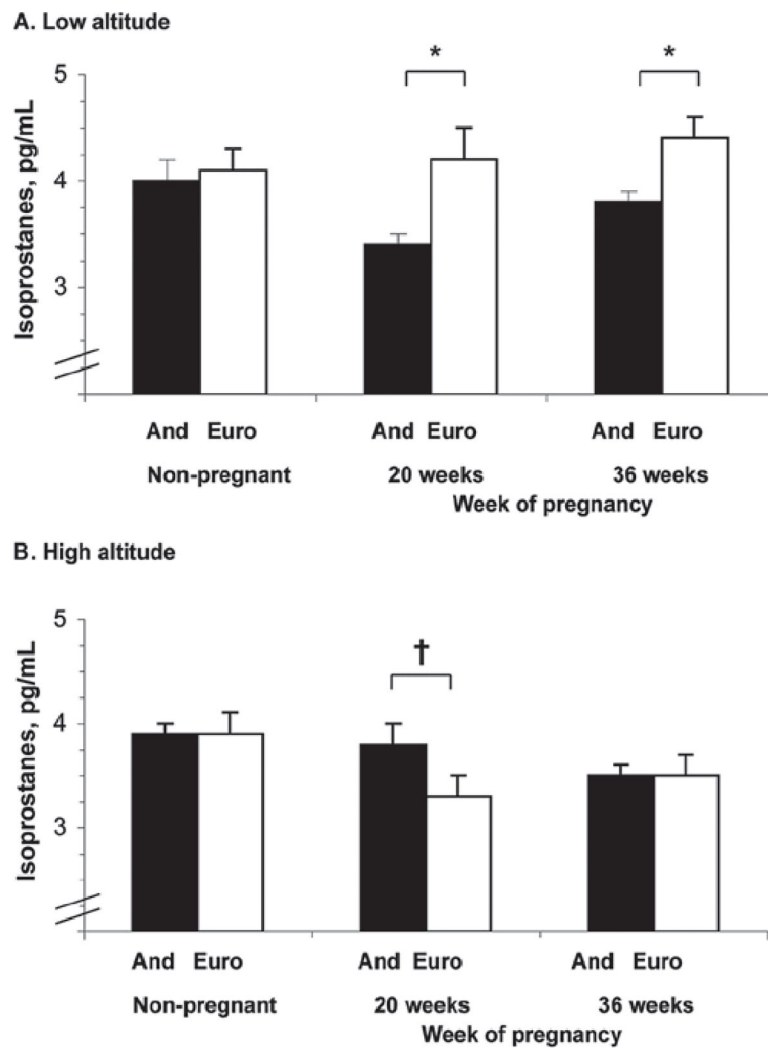 A. Low altitude
* *
5
4
3
Isoprostanes, pg/mL
And Euro And Euro And Euro
Non-pregnant 20 weeks 36 weeks
Week of pregnancy
B. High altitude
†
5
4
3
Isoprostanes, pg/mL
And Euro And Euro And Euro
Non-pregnant 20 weeks 36 weeks
Week of pregnancy